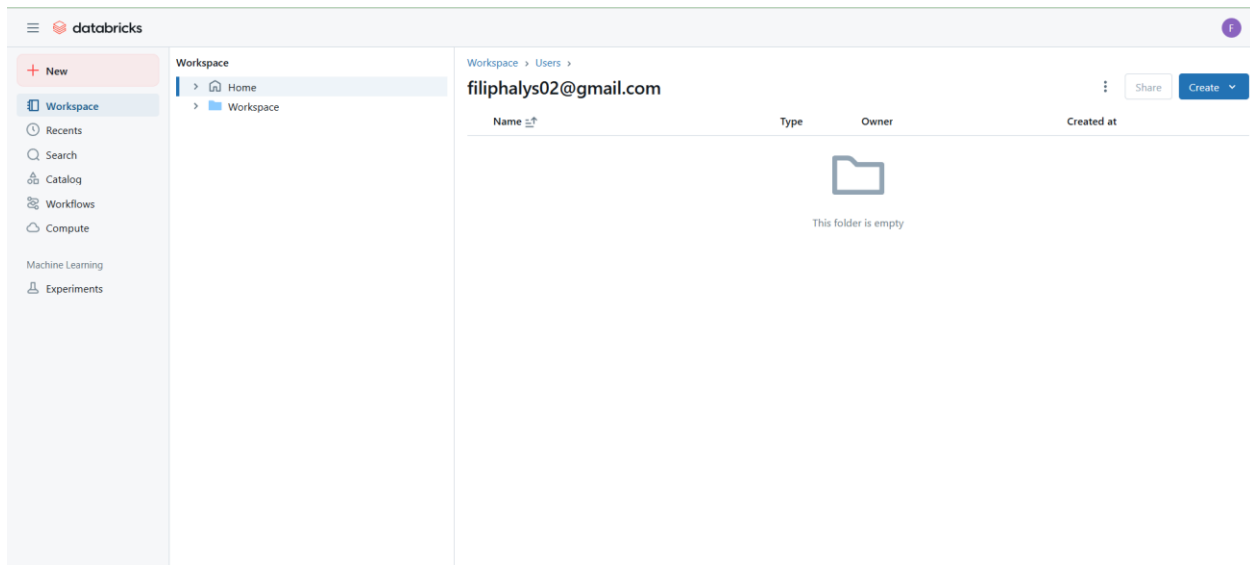 databricks
F
New
Workspace
Recents
Search
Catalog
Workflows
Compute
Machine Learning
Experiments
Workspace
Home
Workspace
Workspace › Users ›
filiphalys02@gmail.com
Share
Create
Name Type Owner Created at
This folder is empty